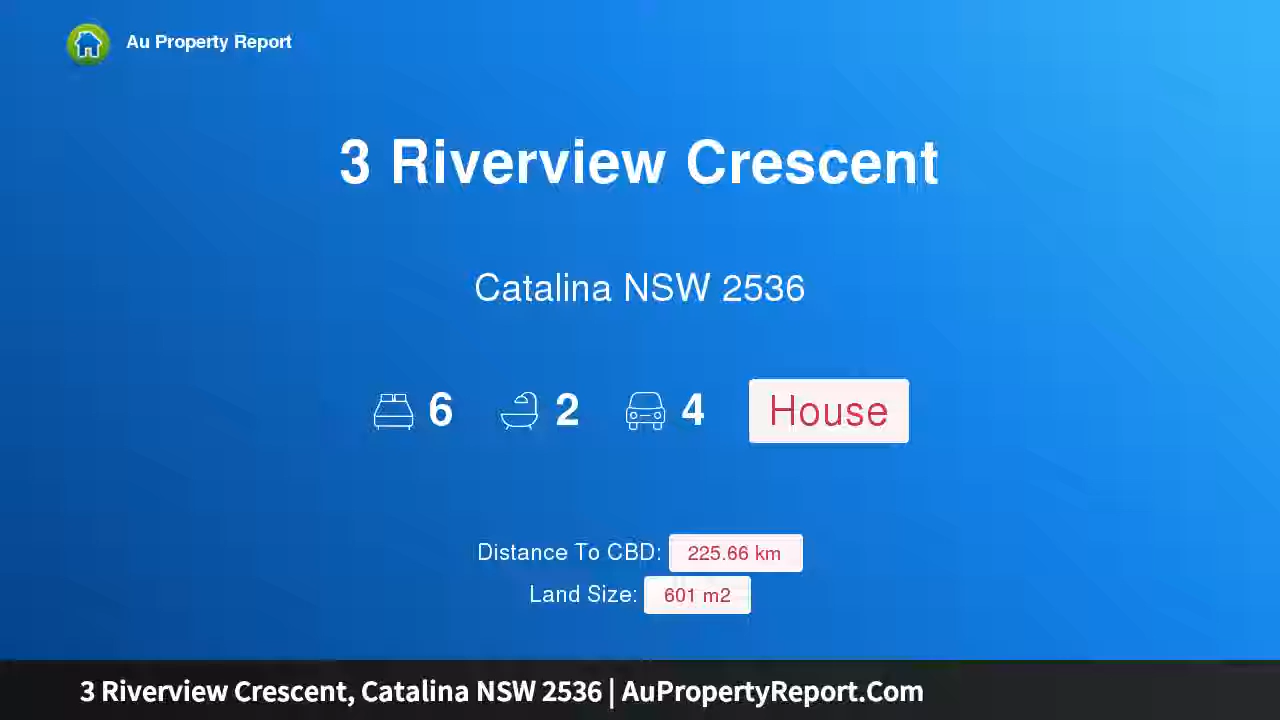 Au Property Report
3 Riverview Crescent
Catalina NSW 2536
6 2 4 House
Distance To CBD: 225.66 km
Land Size: 601 m2
3 Riverview Crescent, Catalina NSW 2536 | AuPropertyReport.Com